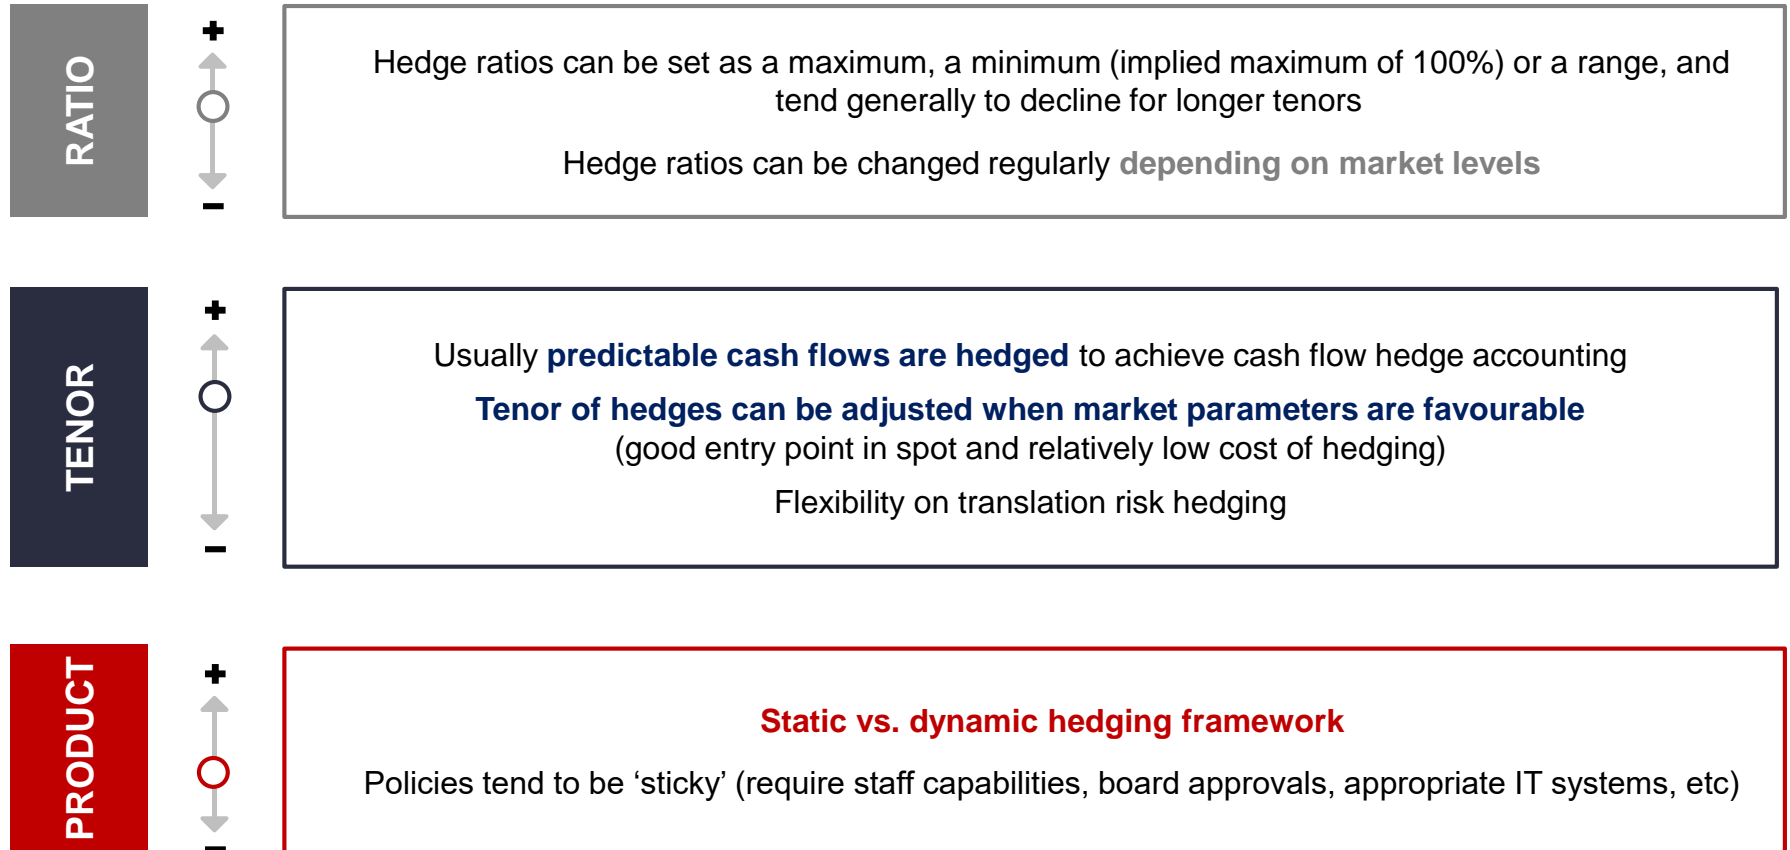 RATIO
+
–
Hedge ratios can be set as a maximum, a minimum (implied maximum of 100%) or a range, and
tend generally to decline for longer tenors
Hedge ratios can be changed regularly depending on market levels
TENOR
+
–
Usually predictable cash flows are hedged to achieve cash flow hedge accounting
Tenor of hedges can be adjusted when market parameters are favourable
(good entry point in spot and relatively low cost of hedging)
Flexibility on translation risk hedging
PRODUCT
+
–
Static vs. dynamic hedging framework
Policies tend to be ‘sticky’ (require staff capabilities, board approvals, appropriate IT systems, etc)